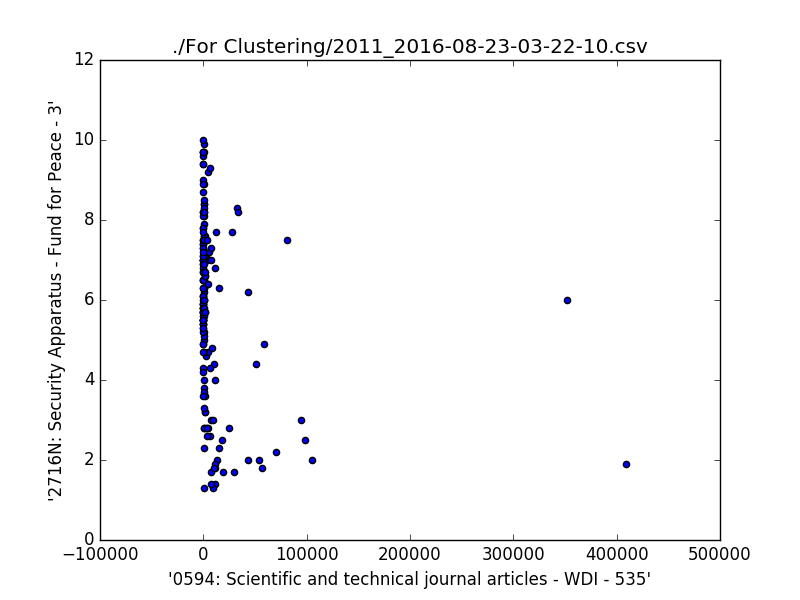 ./For Clustering/2011_2016-08-23-03-22-10.csv
12
10
8
6
4
2
0
'2716N: Security Apparatus - Fund for Peace - 3'
−100000 0 100000 200000 300000 400000 500000
'0594: Scientific and technical journal articles - WDI - 535'